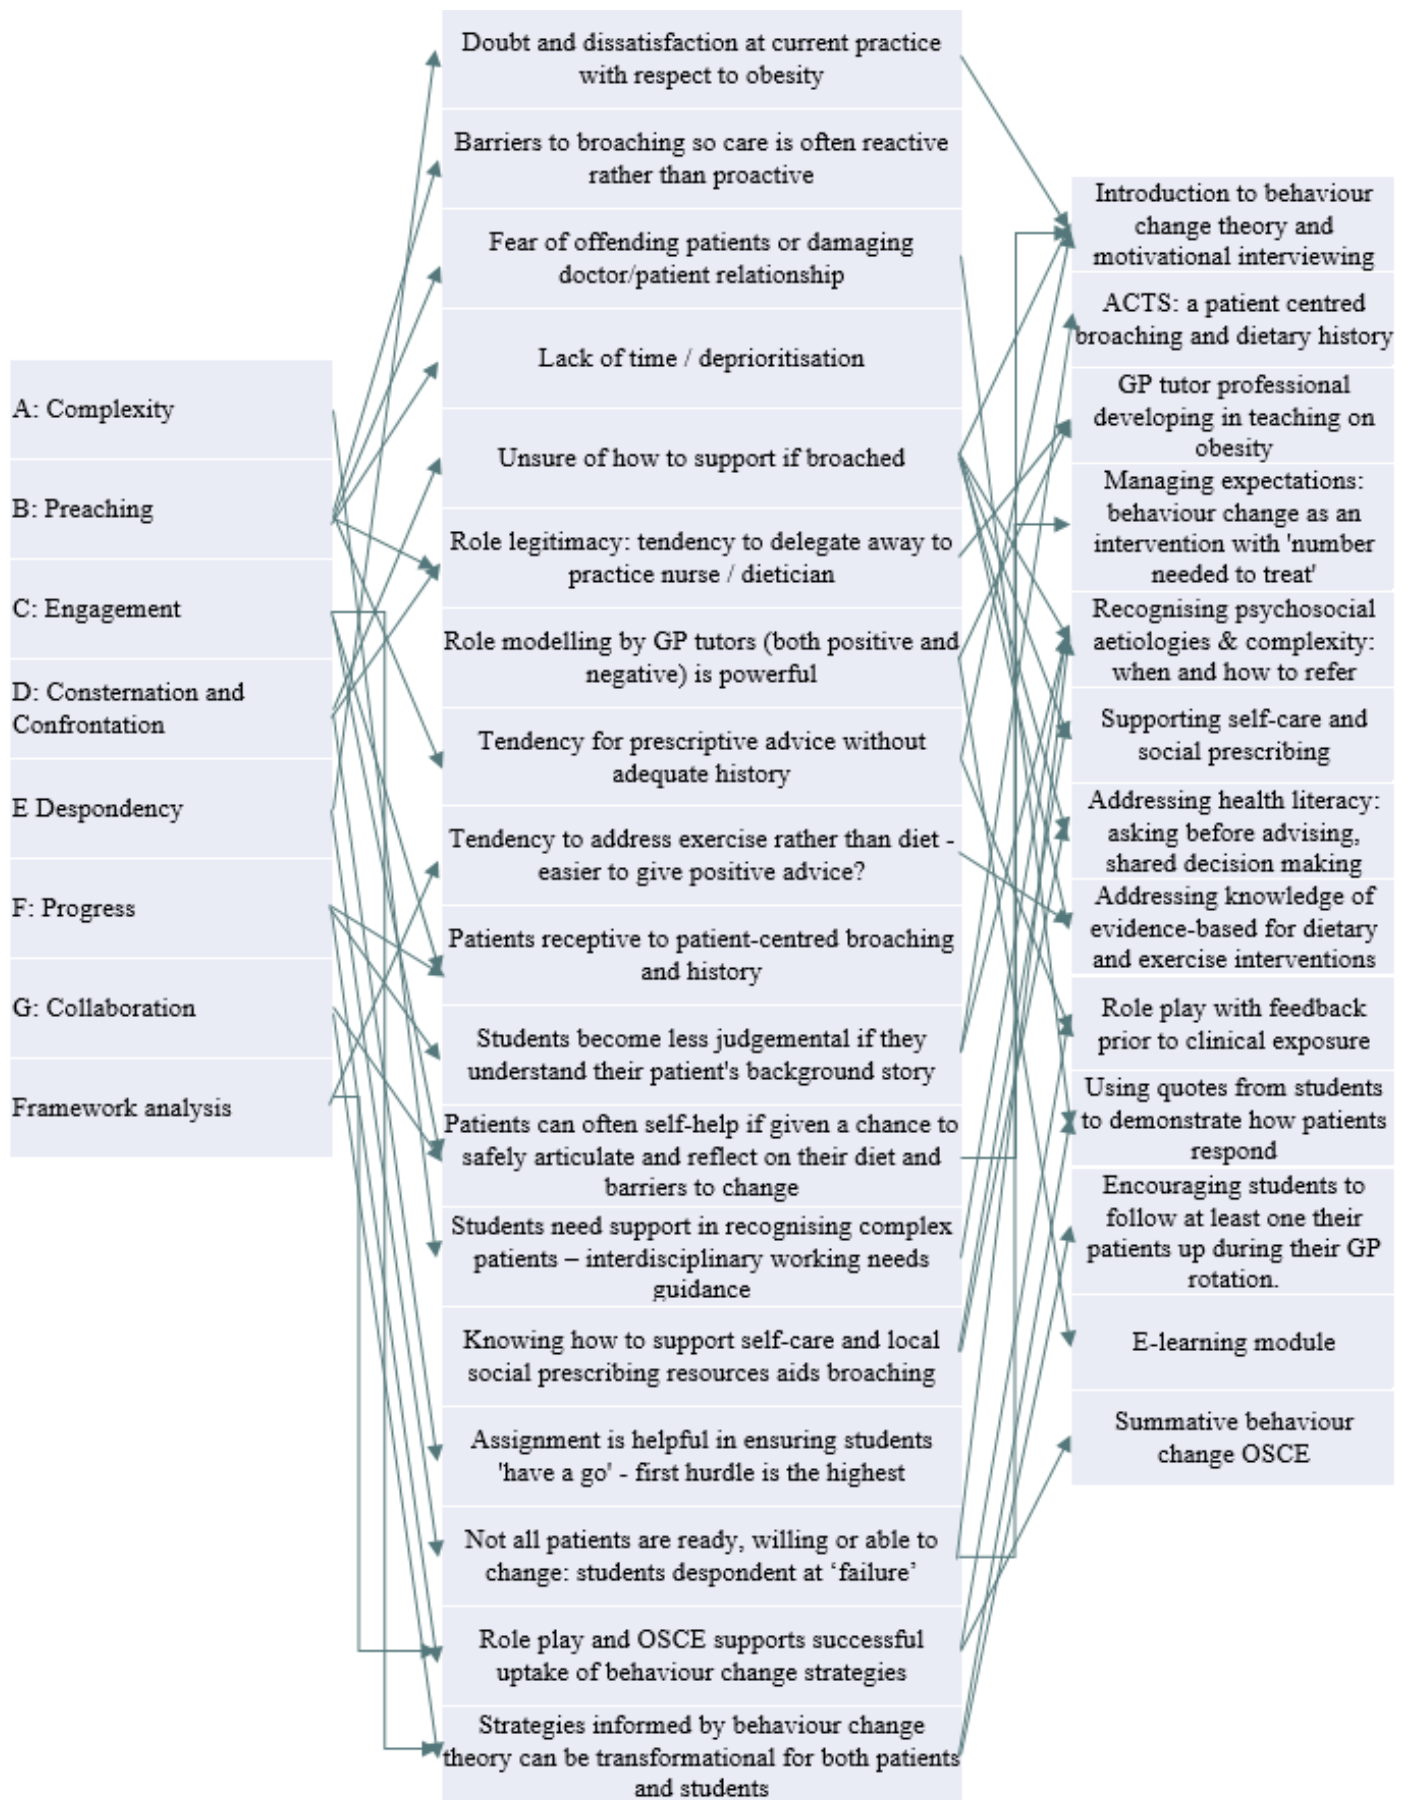 A: Complexity
B: Preaching
C: Engagement
D: Consternation and
Confrontation
E Despondency
F: Progress
G: Collaboration
Framework analysis
Doubt and dissatisfaction at current practice
with respect to obesity
Barriers to broaching so care is often reactive
rather than proactive
Fear of offending patients or damaging
doctor/patient relationship
Lack of time / deprioritisation
Unsure of how to support if broached
Role legitimacy: tendency to delegate away to
practice nurse / dietician
Role modelling by GP tutors (both positive and
negative) is powerful
Tendency for prescriptive advice without
adequate history
Tendency to address exercise rather than diet -
easier to give positive advice?
Patients receptive to patient-centred broaching
and history
Students become less judgemental if they
understand their patient's background story
Patients can often self-help if given a chance to
safely articulate and reflect on their diet and
barriers to change
Students need support in recognising complex
patients – interdisciplinary working needs
guidance
Knowing how to support self-care and local
social prescribing resources aids broaching
Assignment is helpful in ensuring students
'have a go' - first hurdle is the highest
Not all patients are ready, willing or able to
change: students despondent at ‘failure’
Role play and OSCE supports successful
uptake of behaviour change strategies
Strategies informed by behaviour change
theory can be transformational for both patients
and students
Introduction to behaviour
change theory and
motivational interviewing
ACTS: a patient centred
broaching and dietary history
GP tutor professional
developing in teaching on
obesity
Managing expectations:
behaviour change as an
intervention with 'number
needed to treat'
Recognising psychosocial
aetiologies & complexity:
when and how to refer
Supporting self-care and
social prescribing
Addressing health literacy:
asking before advising,
shared decision making
Addressing knowledge of
evidence-based for dietary
and exercise interventions
Role play with feedback
prior to clinical exposure
Using quotes from students
to demonstrate how patients
respond
Encouraging students to
follow at least one their
patients up during their GP
rotation.
E-learning module
Summative behaviour
change OSCE